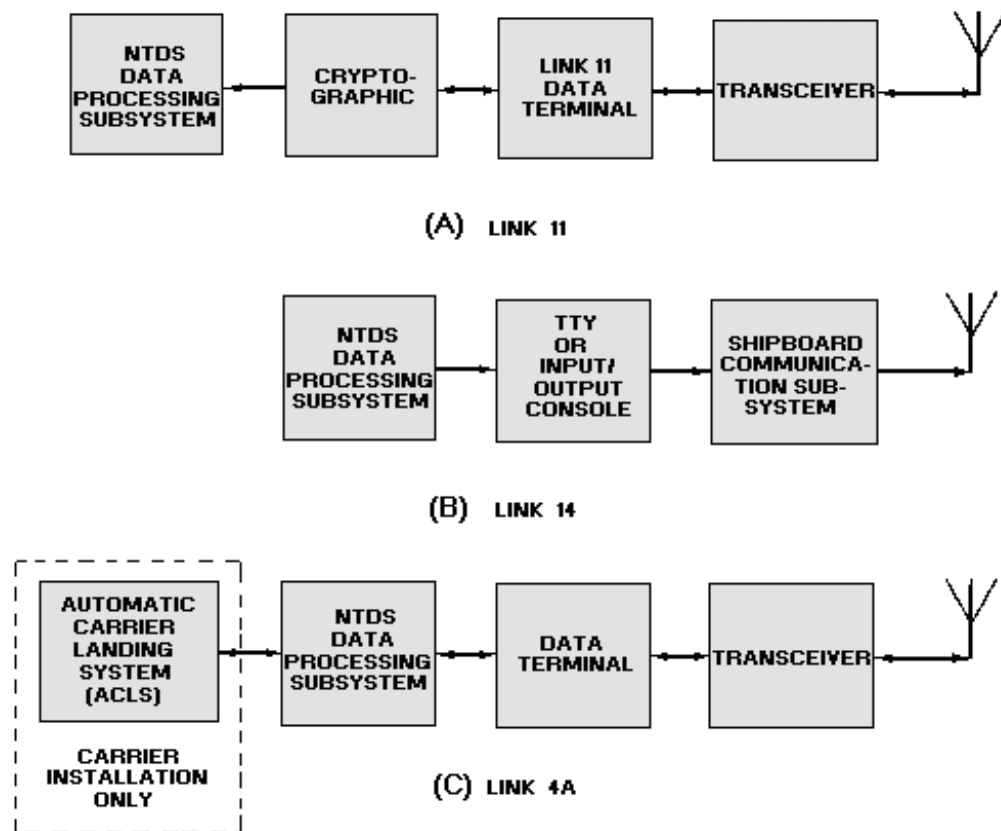 NTDS
DATA
PROCESSING
SUBSYSTEM
CRYPTO-
GRAPHIC
LINK 11
DATA
TERMINAL
TRANSCEIVER
(A) LINK 11
NTDS
DATA
PROCESSING
SUBSYSTEM
TTY
OR
INPUT/
OUTPUT
CONSOLE
SHIPBOARD
COMMUNICA-
TION SUB-
SYSTEM
(B) LINK 14
AUTOMATIC
CARRIER
LANDING
SYSTEM
(ACLS)
CARRIER
INSTALLATION
ONLY
NTDS
DATA
PROCESSING
SUBSYSTEM
DATA
TERMINAL
TRANSCEIVER
(C) LINK 4A